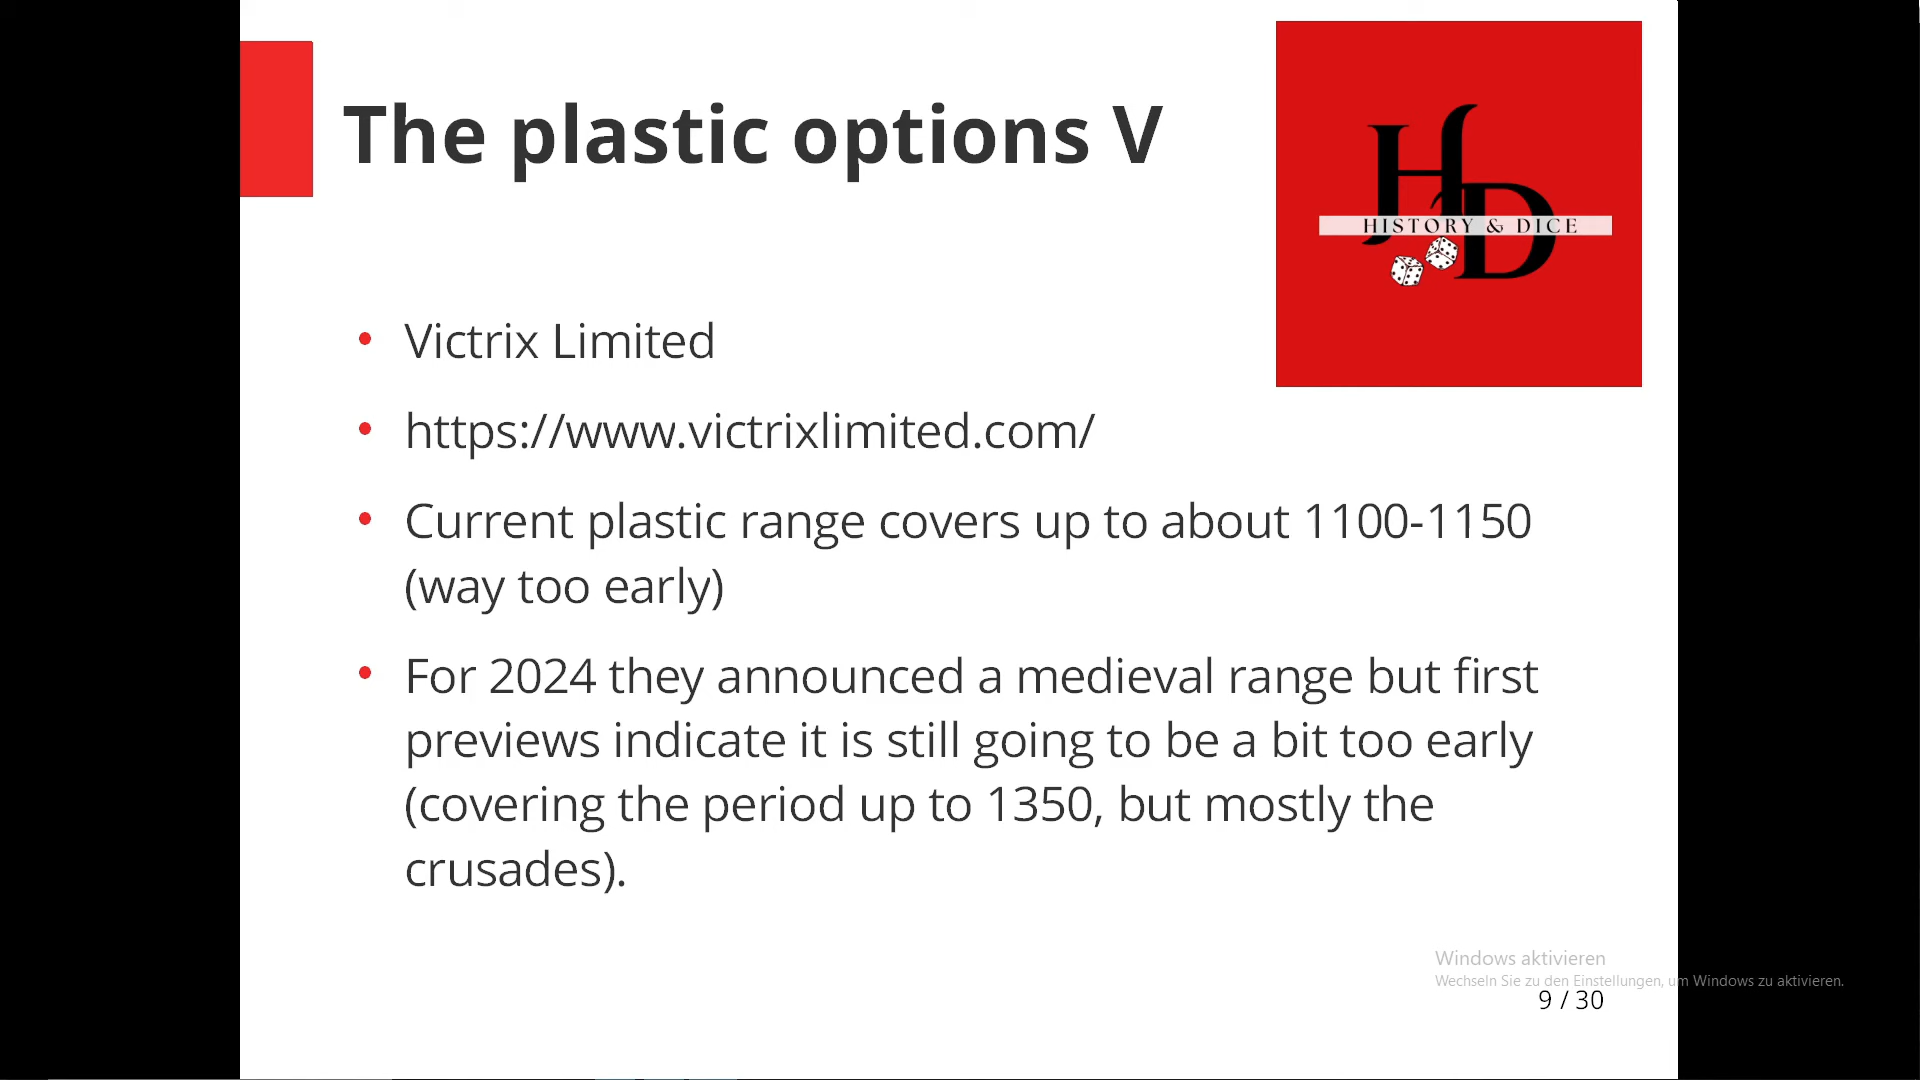 The plastic options V
HD
HISTORY & DICE
• Victrix Limited
• https://www.victrixlimited.com/
• Current plastic range covers up to about 1100-1150
(way too early)
• For 2024 they announced a medieval range but first
previews indicate it is still going to be a bit too early
(covering the period up to 1350, but mostly the
crusades).
Windows aktivieren
Wechseln Sie zu den Einstellungen, um Windows zu aktivieren.
9 / 30